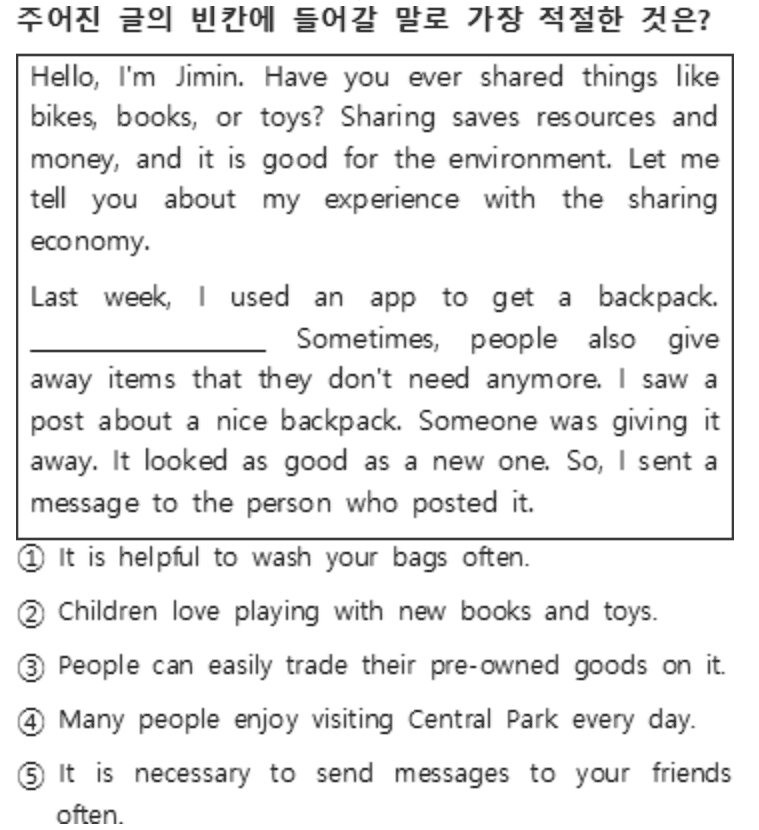 주어진 글의 빈칸에 들어갈 말로 가장 적절한 것은?
Hello, I'm Jimin. Have you ever shared things like
bikes, books, or toys? Sharing saves resources and
money, and it is good for the environment. Let me
tell you about my experience with the sharing
economy.
Last week, I used an app to get a backpack.
____________________ Sometimes, people also give
away items that they don't need anymore. I saw a
post about a nice backpack. Someone was giving it
away. It looked as good as a new one. So, I sent a
message to the person who posted it.
① It is helpful to wash your bags often.
② Children love playing with new books and toys.
③ People can easily trade their pre-owned goods on it.
④ Many people enjoy visiting Central Park every day.
⑤ It is necessary to send messages to your friends
often.